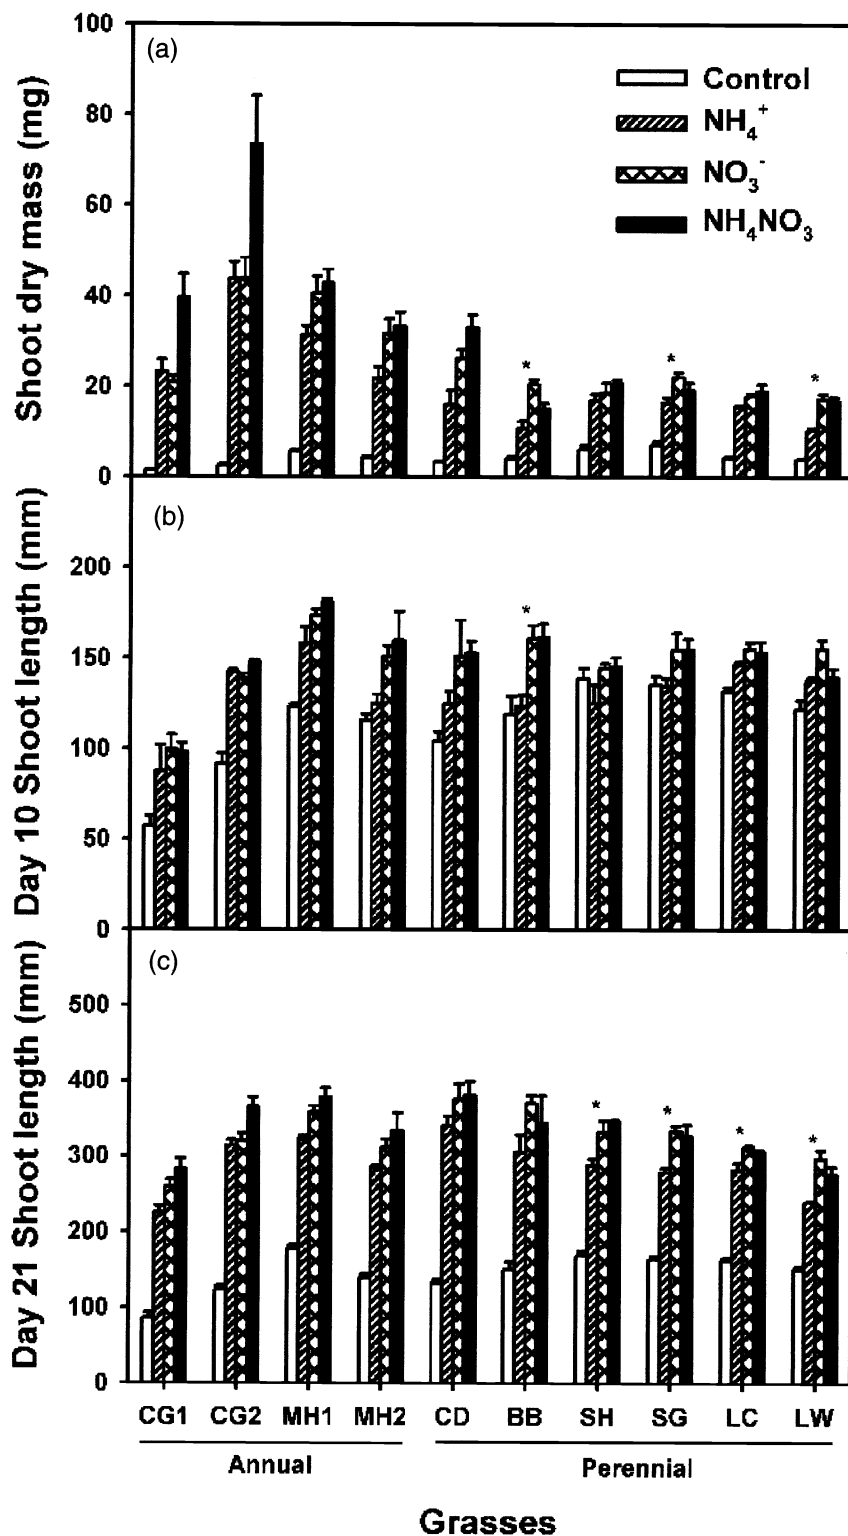 (a)
Shoot dry mass (mg)
100
80
60
40
20
0
Control
NH₄⁺
NO₃⁻
NH₄NO₃
*
*
*
(b)
Day 10 Shoot length (mm)
200
150
100
50
0
*
(c)
Day 21 Shoot length (mm)
500
400
300
200
100
0
*
*
*
*
CG1 CG2 MH1 MH2 CD BB SH SG LC LW
Annual Perennial
Grasses